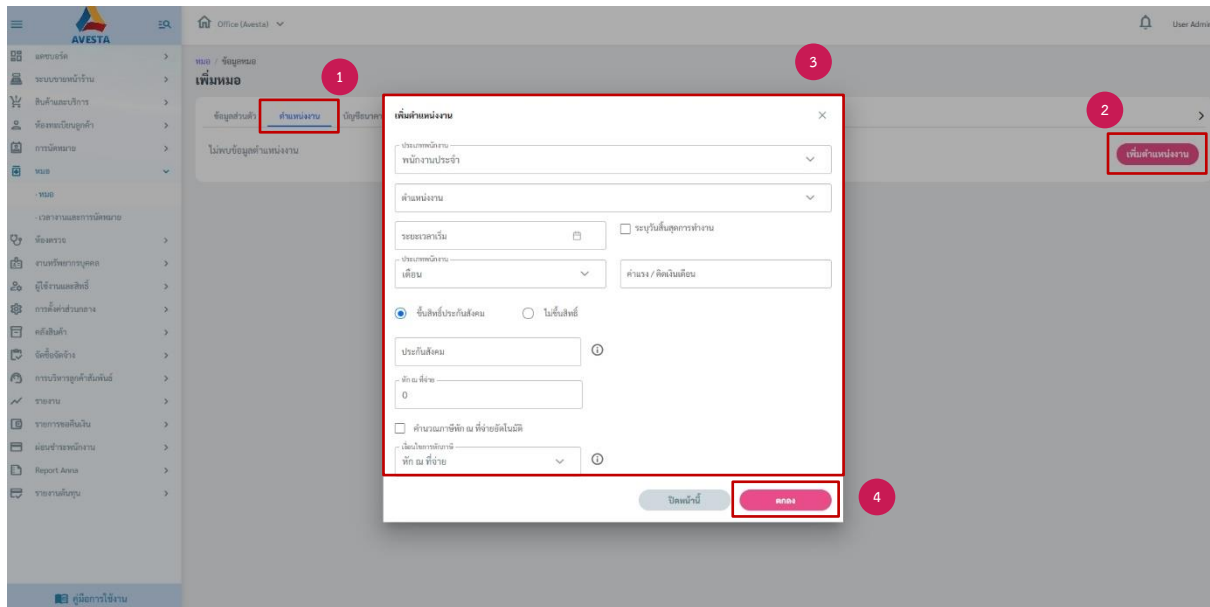 AVESTA
Office (Avesta)
User Admi
แดชบอร์ด
ระบบขายหน้าร้าน
สินค้าและบริการ
ห้องทะเบียนลูกค้า
การนัดหมาย
หมอ
· หมอ
· เวลางานและการนัดหมาย
ห้องตรวจ
งานทรัพยากรบุคคล
ผู้ใช้งานและสิทธิ์
การตั้งค่าส่วนกลาง
คลังสินค้า
จัดซื้อจัดจ้าง
การบริหารลูกค้าสัมพันธ์
รายงาน
รายการขอคืนเงิน
ผ่อนชำระพนักงาน
Report Anna
รายงานต้นทุน
คู่มือการใช้งาน
หมอ / ข้อมูลหมอ
เพิ่มหมอ
1
3
2
ข้อมูลส่วนตัว ตำแหน่งงาน บัญชีธนาคา
ไม่พบข้อมูลตำแหน่งงาน
เพิ่มตำแหน่งงาน
เพิ่มตำแหน่งงาน
ประเภทพนักงาน
พนักงานประจำ
ตำแหน่งงาน
ระยะเวลาเริ่ม
ระบุวันสิ้นสุดการทำงาน
ประเภทพนักงาน
เดือน
ค่าแรง / คิดเงินเดือน
ขึ้นสิทธิ์ประกันสังคม ไม่ขึ้นสิทธิ์
ประกันสังคม
หัก ณ ที่จ่าย
0
คำนวณภาษีหัก ณ ที่จ่ายอัตโนมัติ
เงื่อนไขการหักภาษี
หัก ณ ที่จ่าย
ปิดหน้านี้
ตกลง
4